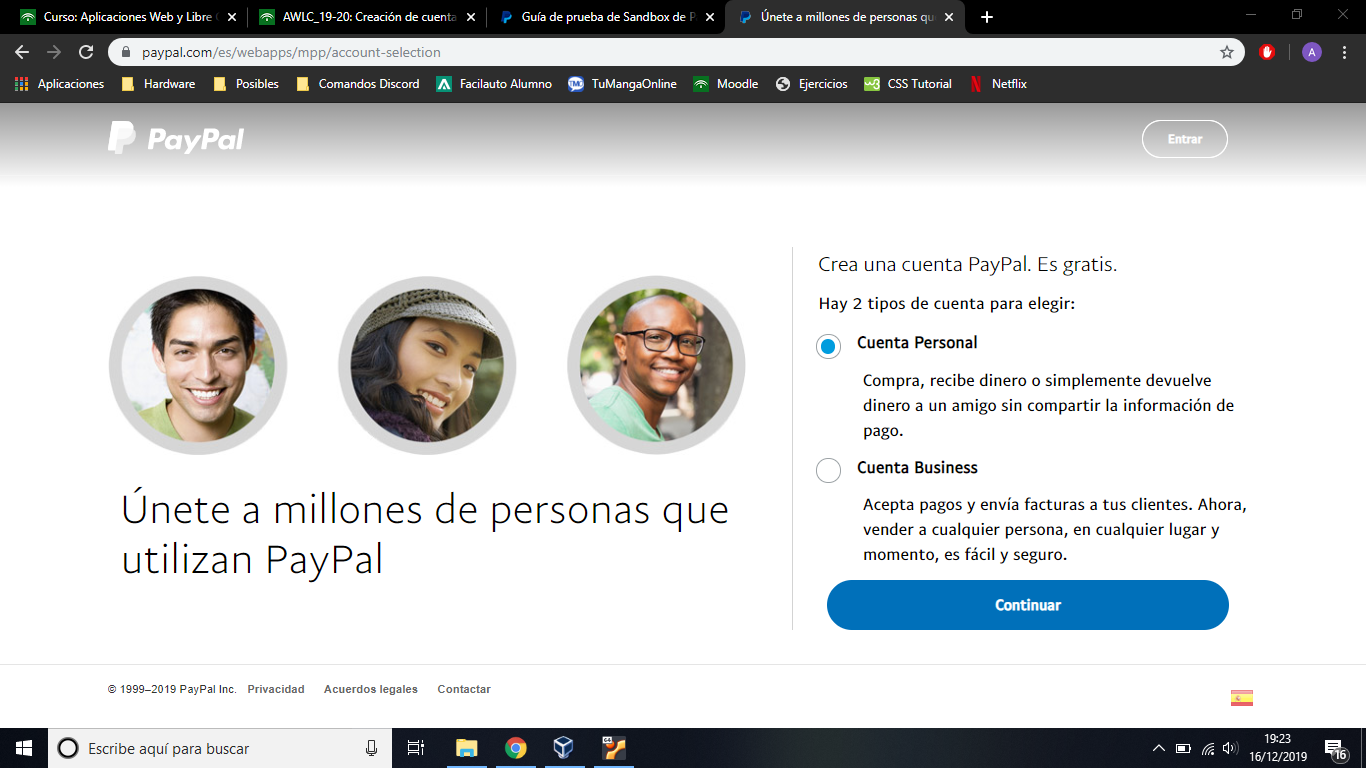 Curso: Aplicaciones Web y Libre
AWLC_19-20: Creación de cuenta
Guía de prueba de Sandbox de P
Únete a millones de personas qu
paypal.com/es/webapps/mpp/account-selection
A
Aplicaciones
Hardware
Posibles
Comandos Discord
Facilauto Alumno
TMO
TuMangaOnline
Moodle
Ejercicios
w3
CSS Tutorial
Netflix
PayPal
Entrar
Crea una cuenta PayPal. Es gratis.
Hay 2 tipos de cuenta para elegir:
Cuenta Personal
Compra, recibe dinero o simplemente devuelve
dinero a un amigo sin compartir la información de
pago.
Cuenta Business
Acepta pagos y envía facturas a tus clientes. Ahora,
vender a cualquier persona, en cualquier lugar y
momento, es fácil y seguro.
Continuar
Únete a millones de personas que
utilizan PayPal
© 1999–2019 PayPal Inc.
Privacidad
Acuerdos legales
Contactar
Escribe aquí para buscar
64
19:23
16/12/2019
16